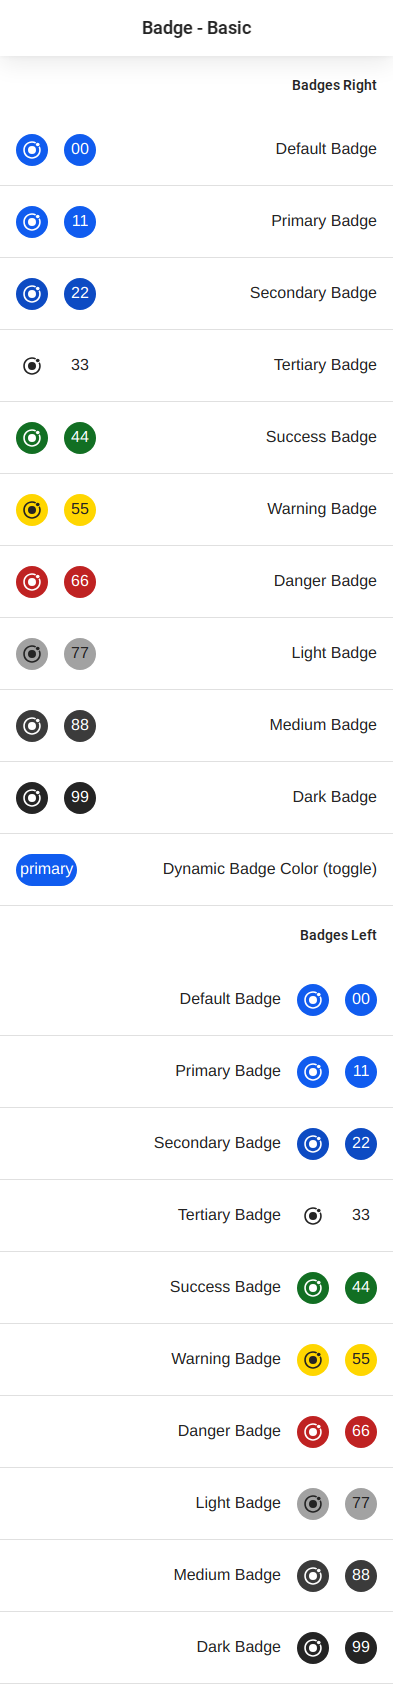 Badge - Basic
Badges Right
00 Default Badge
11 Primary Badge
22 Secondary Badge
33 Tertiary Badge
44 Success Badge
55 Warning Badge
66 Danger Badge
77 Light Badge
88 Medium Badge
99 Dark Badge
primary Dynamic Badge Color (toggle)
Badges Left
Default Badge 00
Primary Badge 11
Secondary Badge 22
Tertiary Badge 33
Success Badge 44
Warning Badge 55
Danger Badge 66
Light Badge 77
Medium Badge 88
Dark Badge 99